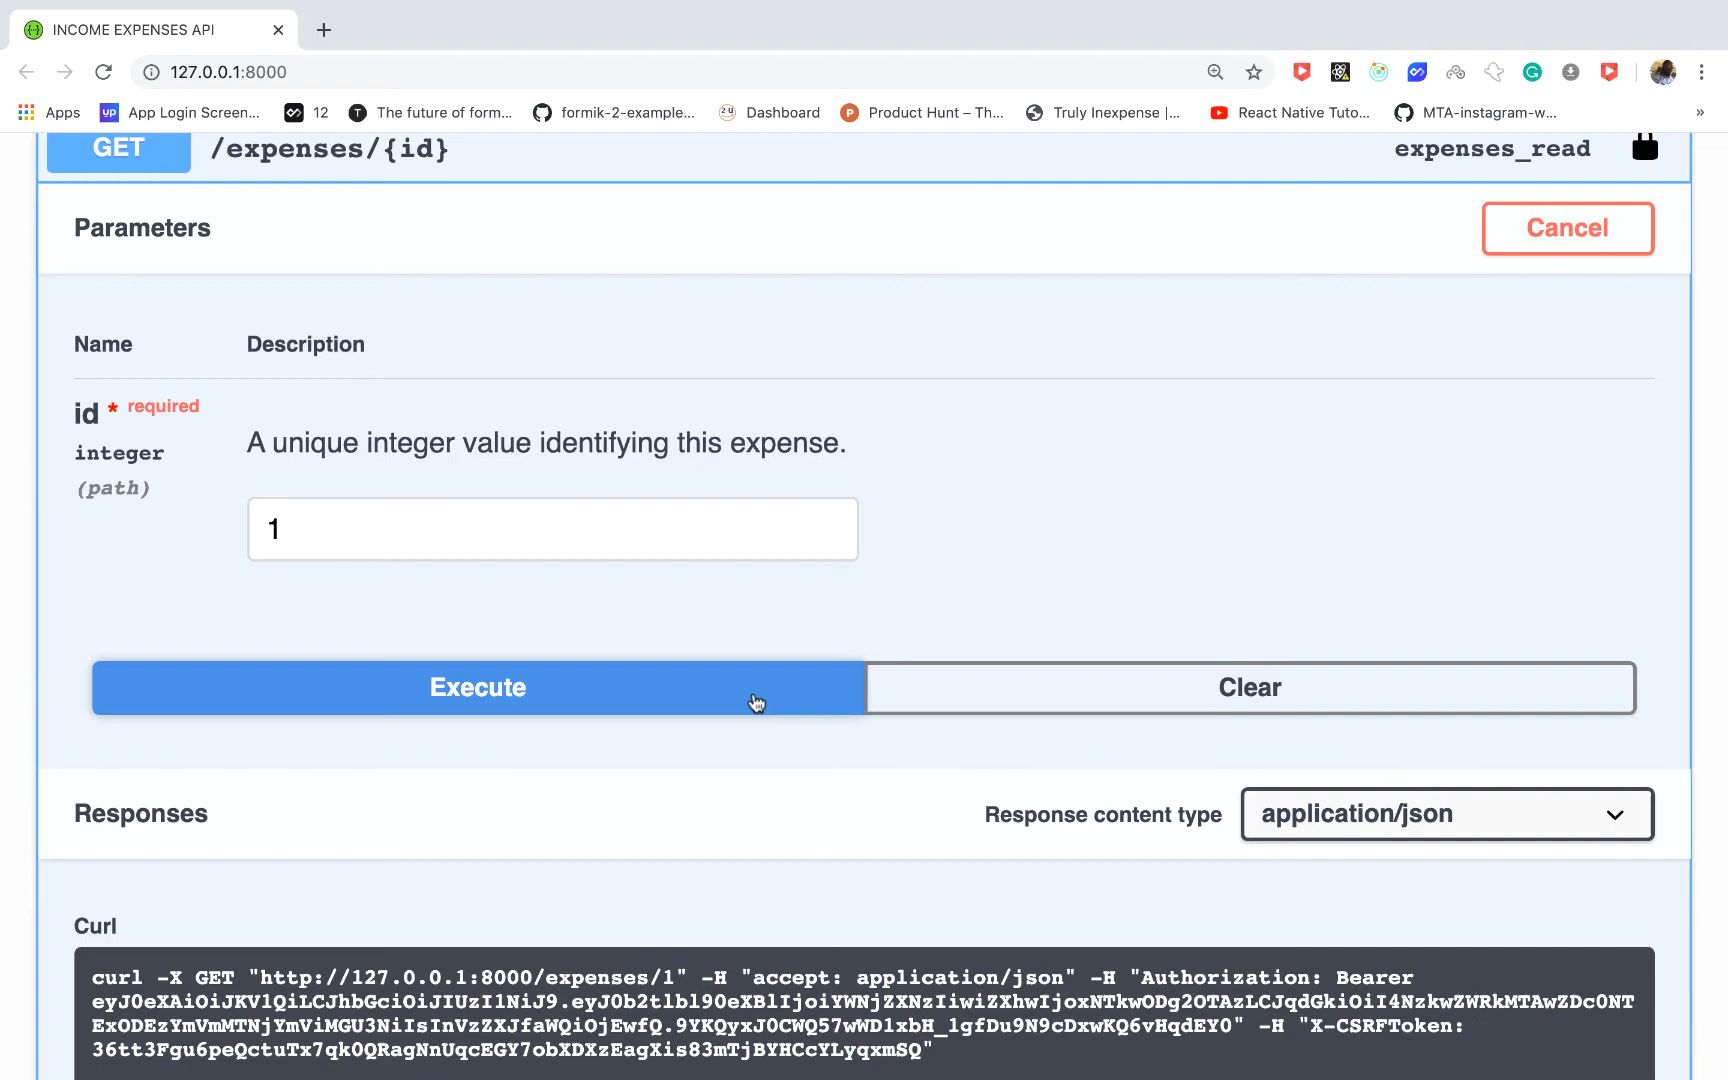 INCOME EXPENSES API
127.0.0.1:8000
Apps
up
App Login Screen...
12
T
The future of form...
formik-2-example...
Dashboard
P
Product Hunt – Th...
Truly Inexpense |...
React Native Tuto...
MTA-instagram-w...
»
GET
/expenses/{id}
expenses_read
Parameters
Cancel
Name
Description
id * required
integer
(path)
A unique integer value identifying this expense.
1
Execute
Clear
Responses
Response content type
application/json
Curl
curl -X GET "http://127.0.0.1:8000/expenses/1" -H "accept: application/json" -H "Authorization: Bearer
eyJ0eXAiOiJKV1QiLCJhbGciOiJIUzI1NiJ9.eyJ0b2tlbl90eXBlIjoiYWNjZXNzIiwiZXhwIjoxNTkwODg2OTAzLCJqdGkiOiI4NzkwZWRkMTAwZDc0NT
ExODEzYmVmMTNjYmViMGU3NiIsInVzZXJfaWQiOjEwfQ.9YKQyxJ0CWQ57wWD1xbH_1gfDu9N9cDxwKQ6vHqdEY0" -H "X-CSRFToken:
36tt3Fgu6peQctuTx7qk0QRagNnUqcEGY7obXDXzEagXis83mTjBYHCcYLyqxmSQ"